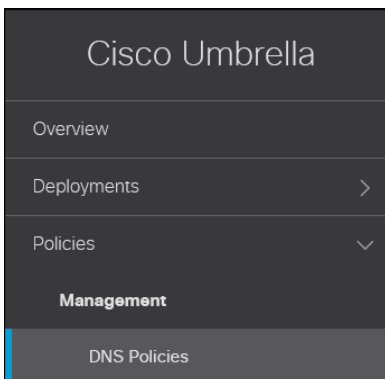 Cisco Umbrella
Overview
Deployments
Policies
Management
DNS Policies